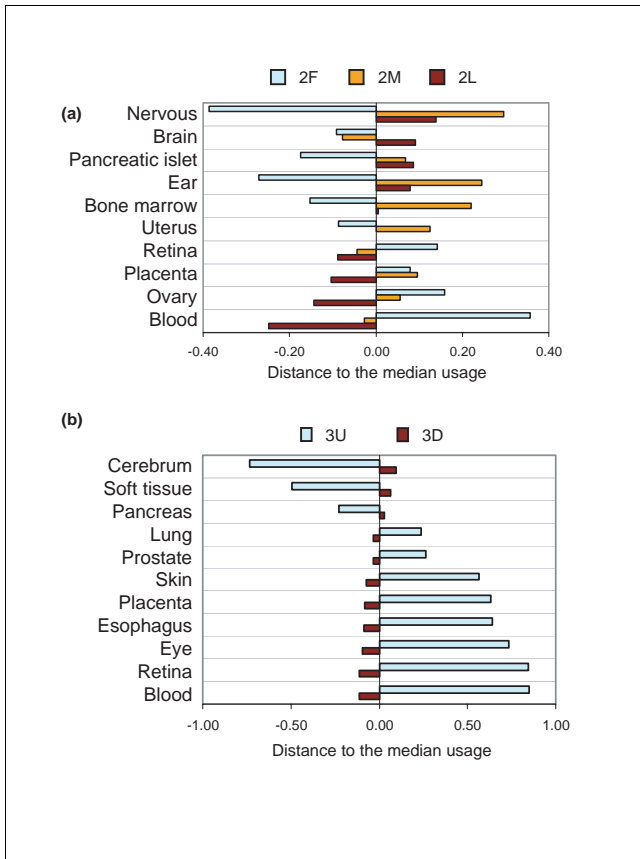 2F 2M 2L
(a)
Nervous
Brain
Pancreatic islet
Ear
Bone marrow
Uterus
Retina
Placenta
Ovary
Blood
-0.40 -0.20 0.00 0.20 0.40
Distance to the median usage
(b)
3U 3D
Cerebrum
Soft tissue
Pancreas
Lung
Prostate
Skin
Placenta
Esophagus
Eye
Retina
Blood
-1.00 -0.50 0.00 0.50 1.00
Distance to the median usage